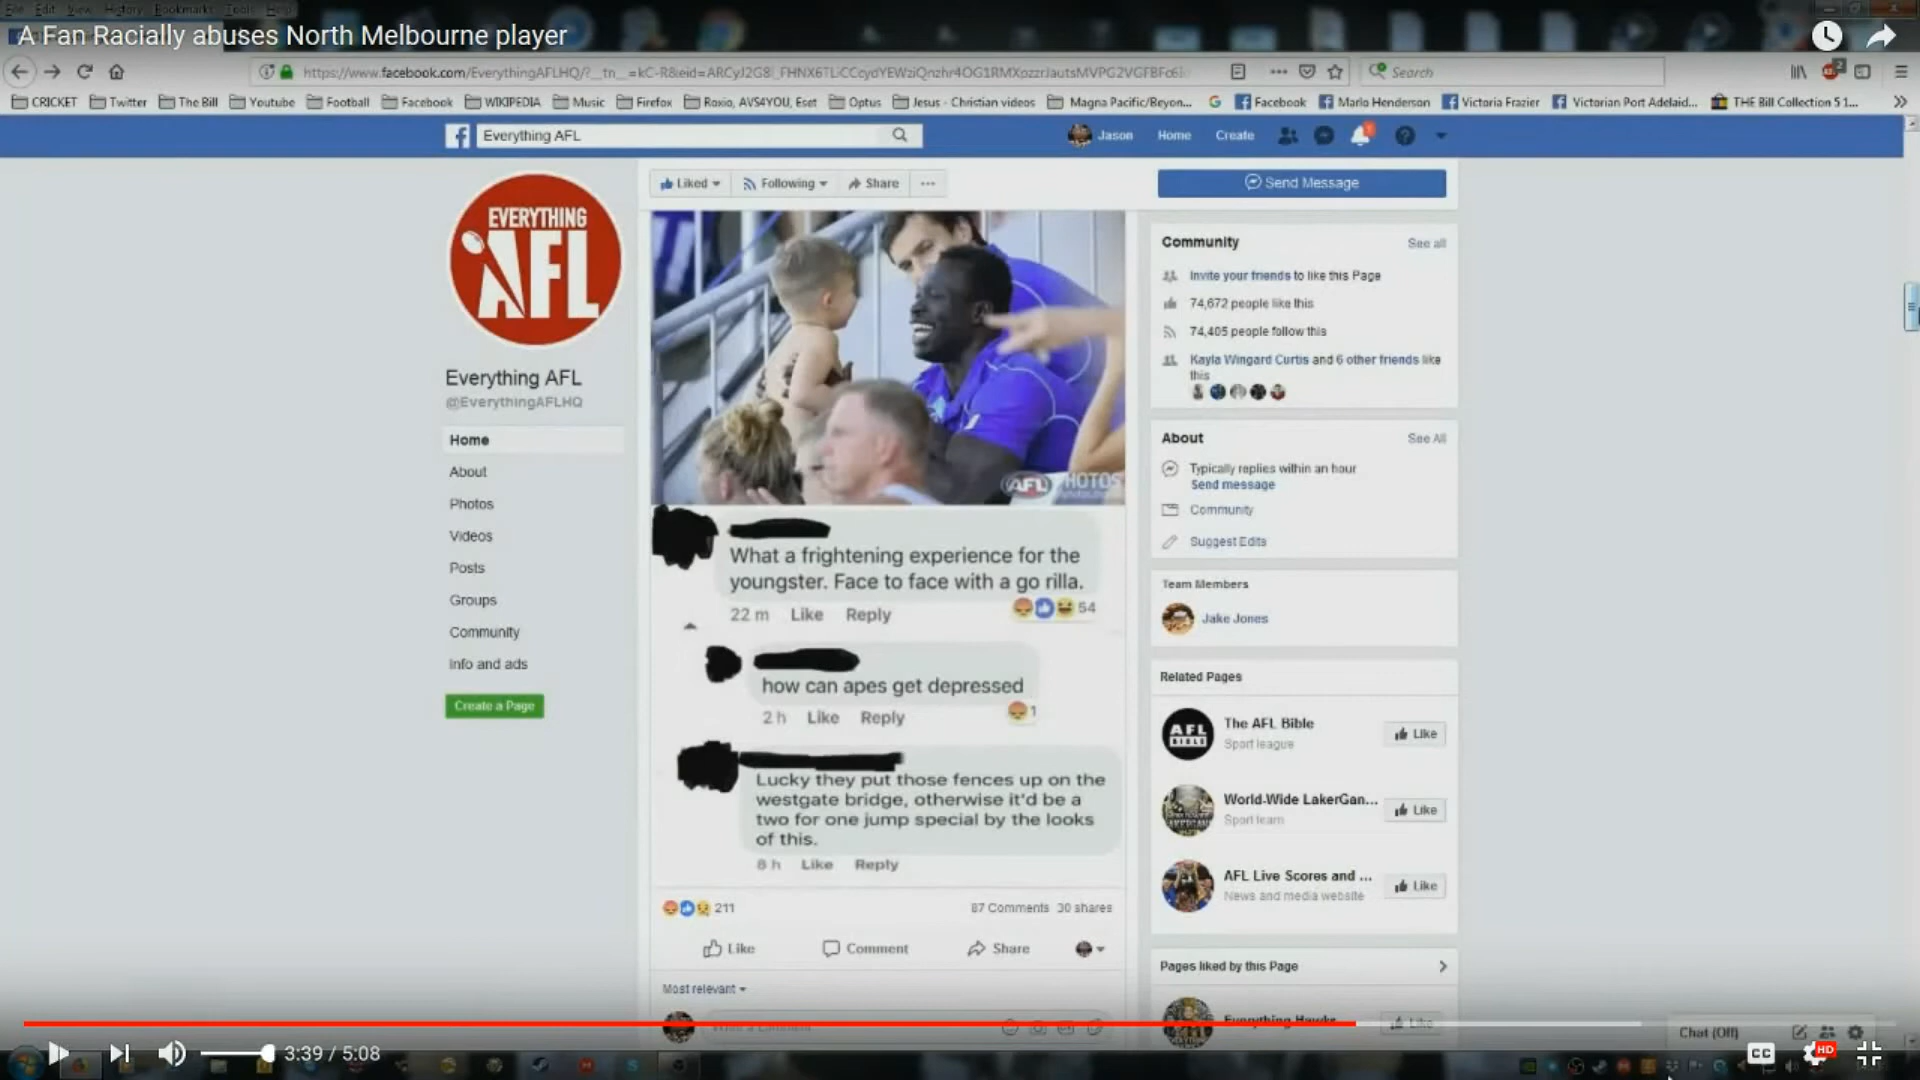 File Edit View History Bookmarks Tools Help
A Fan Racially abuses North Melbourne player
Search
CRICKET Twitter The Bill Youtube Football Facebook WIKIPEDIA Music Firefox Roxio, AVS4YOU, Eset Optus Jesus - Christian videos Magna Pacific/Beyon... Facebook Marlo Henderson Victoria Frazier Victorian Port Adelaid... THE Bill Collection 5 1...
Everything AFL
Jason Home Create
Liked Following Share
Send Message
EVERYTHING
AFL
Everything AFL
@EverythingAFLHQ
Home
About
Photos
Videos
Posts
Groups
Community
Info and ads
Create a Page
AFL PHOTOS
What a frightening experience for the
youngster. Face to face with a go rilla.
22 m Like Reply
54
how can apes get depressed
2 h Like Reply
1
Lucky they put those fences up on the
westgate bridge, otherwise it'd be a
two for one jump special by the looks
of this.
8 h Like Reply
211
87 Comments 30 shares
Like Comment Share
Most relevant
Write a comment
Community See all
Invite your friends to like this Page
74,672 people like this
74,405 people follow this
Kayla Wingard Curtis and 6 other friends like
this
About See All
Typically replies within an hour
Send message
Community
Suggest Edits
Team Members
Jake Jones
Related Pages
AFL
BIBLE
The AFL Bible
Sport league
Like
World-Wide LakerGan...
Sport team
Like
AFL Live Scores and ...
News and media website
Like
Pages liked by this Page
Everything Hawks
Like
Chat (Off)
3:39 / 5:08
CC
HD